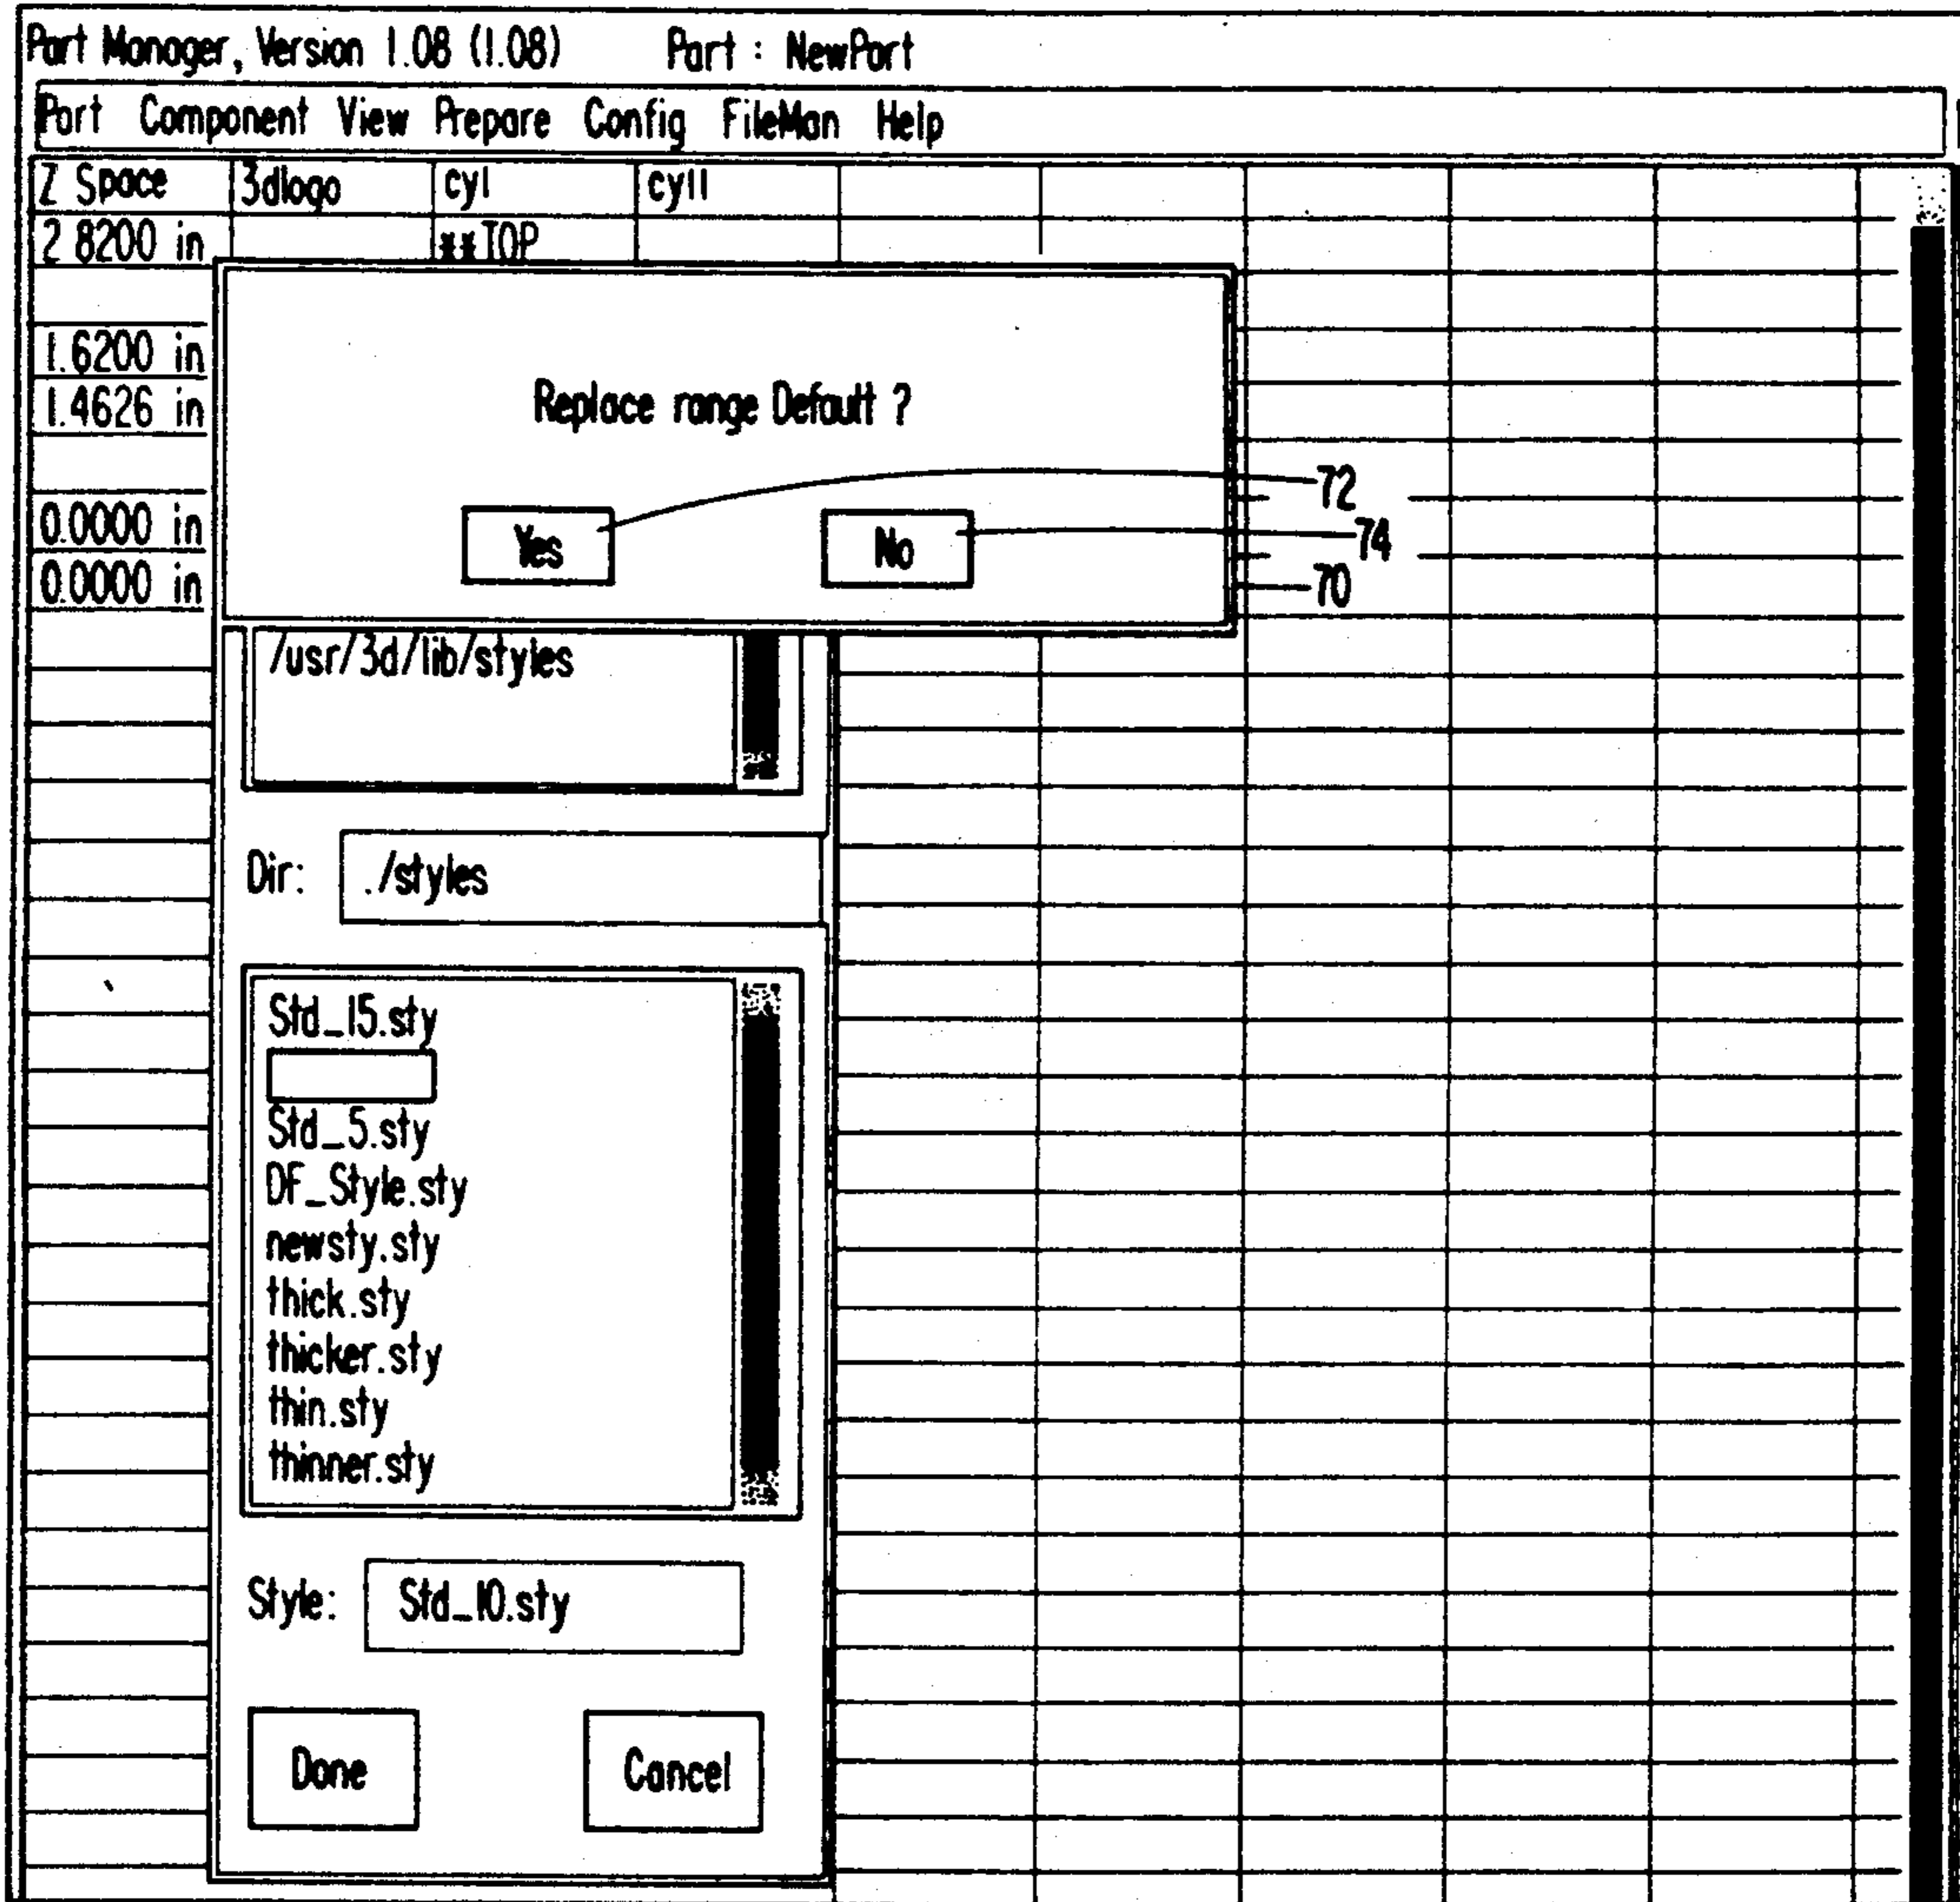 Part Manager, Version 1.08 (1.08) Part : NewPart
Part Component View Prepare Config FileMan Help
Z Space 3dlogo cyl cyl1
2.8200 in **TOP
1.6200 in
1.4626 in
0.0000 in
0.0000 in
Replace range Default ?
Yes No
72
74
70
/usr/3d/lib/styles
Dir: ./styles
Std_15.sty
Std_5.sty
DF_Style.sty
newsty.sty
thick.sty
thicker.sty
thin.sty
thinner.sty
Style: Std_10.sty
Done Cancel